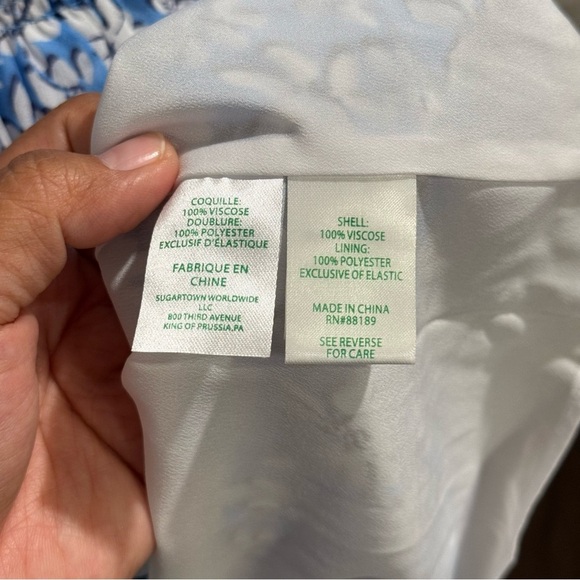 COQUILLE:
100% VISCOSE
DOUBLURE:
100% POLYESTER
EXCLUSIF D'ÉLASTIQUE
FABRIQUE EN
CHINE
SUGARTOWN WORLDWIDE
LLC
800 THIRD AVENUE
KING OF PRUSSIA,PA
SHELL:
100% VISCOSE
LINING:
100% POLYESTER
EXCLUSIVE OF ELASTIC
MADE IN CHINA
RN#88189
SEE REVERSE
FOR CARE